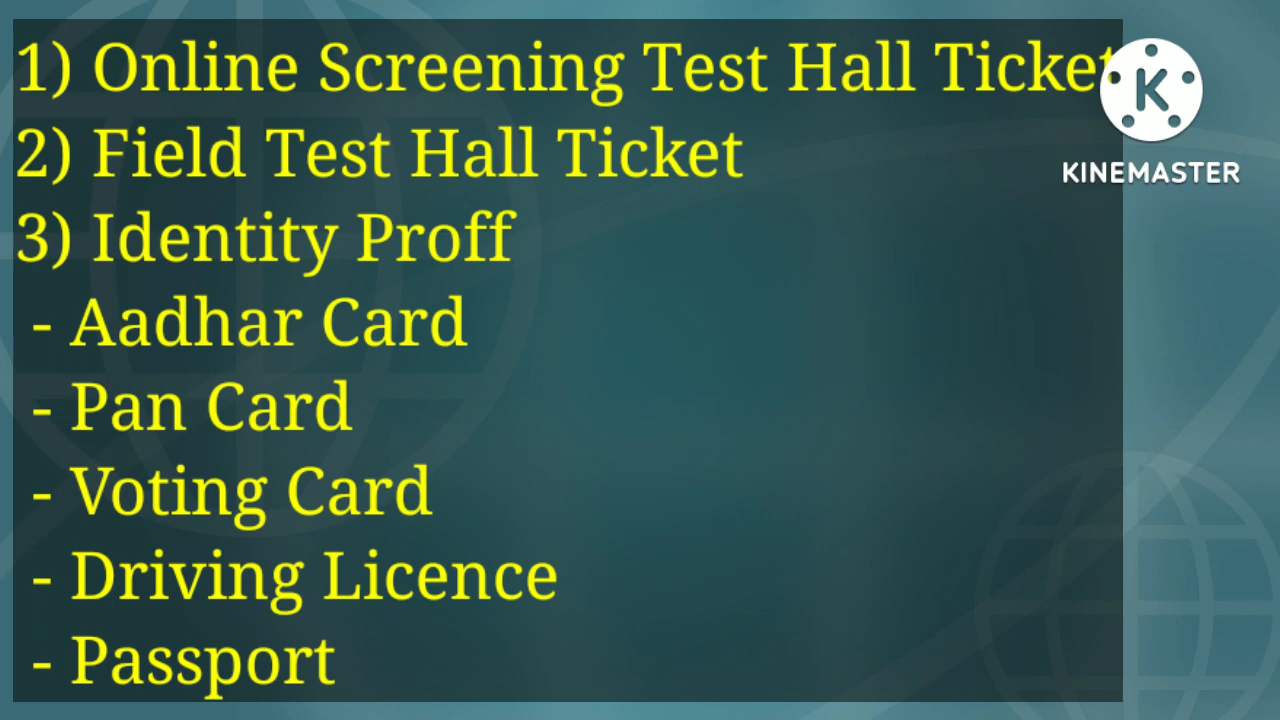 1) Online Screening Test Hall Ticket
2) Field Test Hall Ticket
3) Identity Proff
- Aadhar Card
- Pan Card
- Voting Card
- Driving Licence
- Passport
K
KINEMASTER